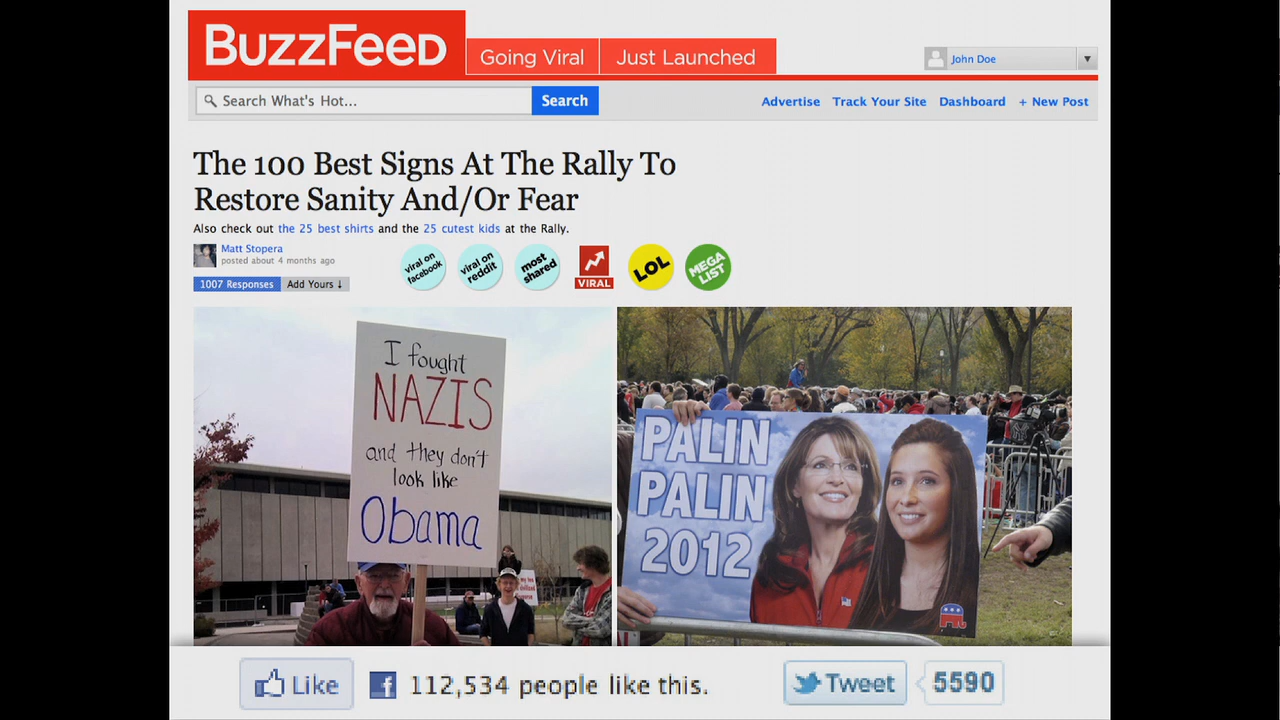 BuzzFeed
Going Viral
Just Launched
John Doe
Search What's Hot...
Search
Advertise Track Your Site Dashboard + New Post
The 100 Best Signs At The Rally To
Restore Sanity And/Or Fear
Also check out the 25 best shirts and the 25 cutest kids at the Rally.
Matt Stopera
posted about 4 months ago
1007 Responses Add Yours ↓
viral on
facebook
viral on
reddit
most
shared
VIRAL
LOL
MEGA
LIST
I fought
NAZIS
and they don't
look like
Obama
PALIN
PALIN
2012
Like
112,534 people like this.
Tweet
5590